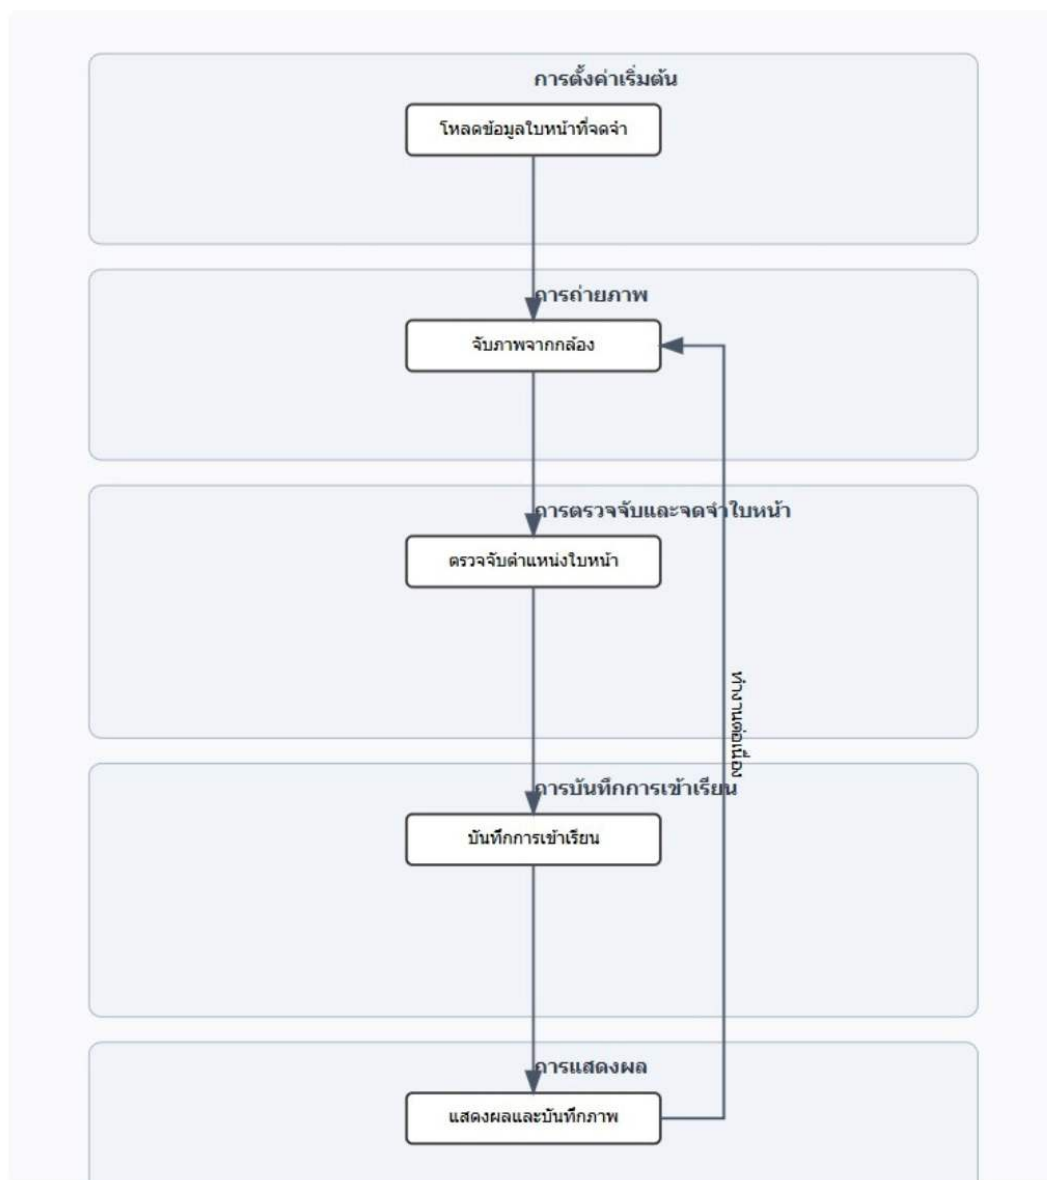 การตั้งค่าเริ่มต้น
โหลดข้อมูลใบหน้าที่จดจำ
การถ่ายภาพ
จับภาพจากกล้อง
การตรวจจับและจดจำใบหน้า
ตรวจจับตำแหน่งใบหน้า
ทำงานต่อเนื่อง
การบันทึกการเข้าเรียน
บันทึกการเข้าเรียน
การแสดงผล
แสดงผลและบันทึกภาพ